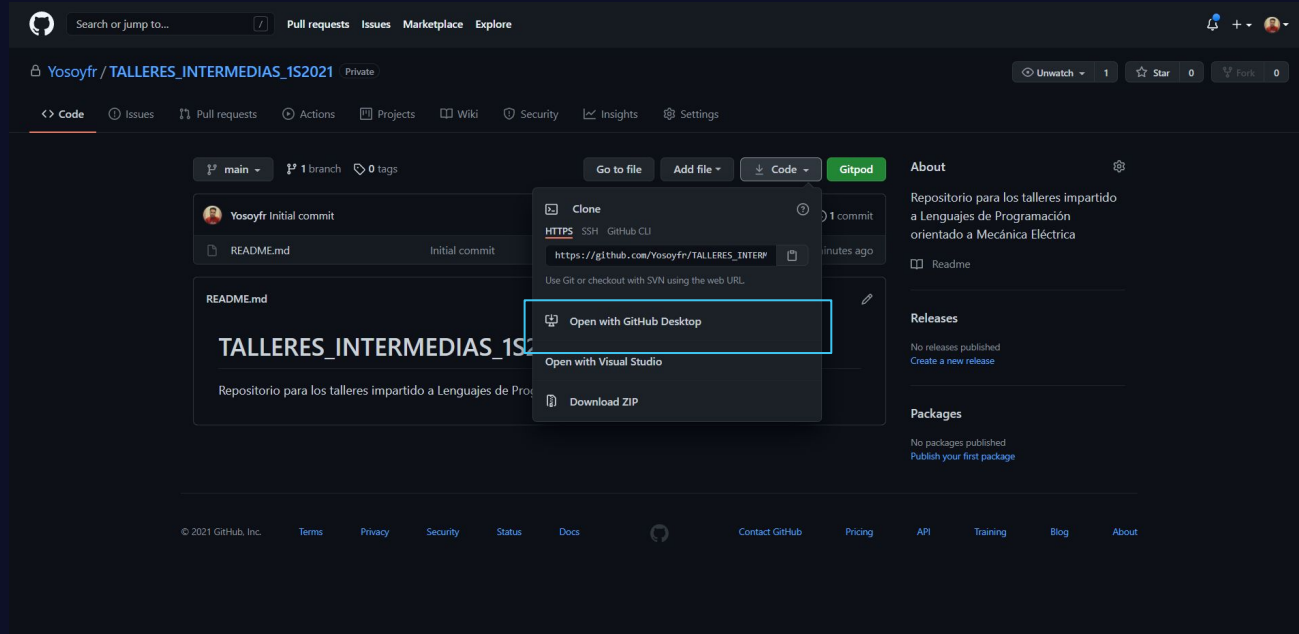 Search or jump to... /
Pull requests Issues Marketplace Explore
Yosoyfr / TALLERES_INTERMEDIAS_1S2021 Private
Unwatch 1 Star 0 Fork 0
Code Issues Pull requests Actions Projects Wiki Security Insights Settings
main 1 branch 0 tags
Go to file Add file Code Gitpod
Yosoyfr Initial commit
1 commit
README.md Initial commit
inutes ago
Clone
HTTPS SSH GitHub CLI
https://github.com/Yosoyfr/TALLERES_INTERM
Use Git or checkout with SVN using the web URL.
Open with GitHub Desktop
Open with Visual Studio
Download ZIP
README.md
TALLERES_INTERMEDIAS_1S2
Repositorio para los talleres impartido a Lenguajes de Pro
About
Repositorio para los talleres impartido
a Lenguajes de Programación
orientado a Mecánica Eléctrica
Readme
Releases
No releases published
Create a new release
Packages
No packages published
Publish your first package
© 2021 GitHub, Inc. Terms Privacy Security Status Docs Contact GitHub Pricing API Training Blog About